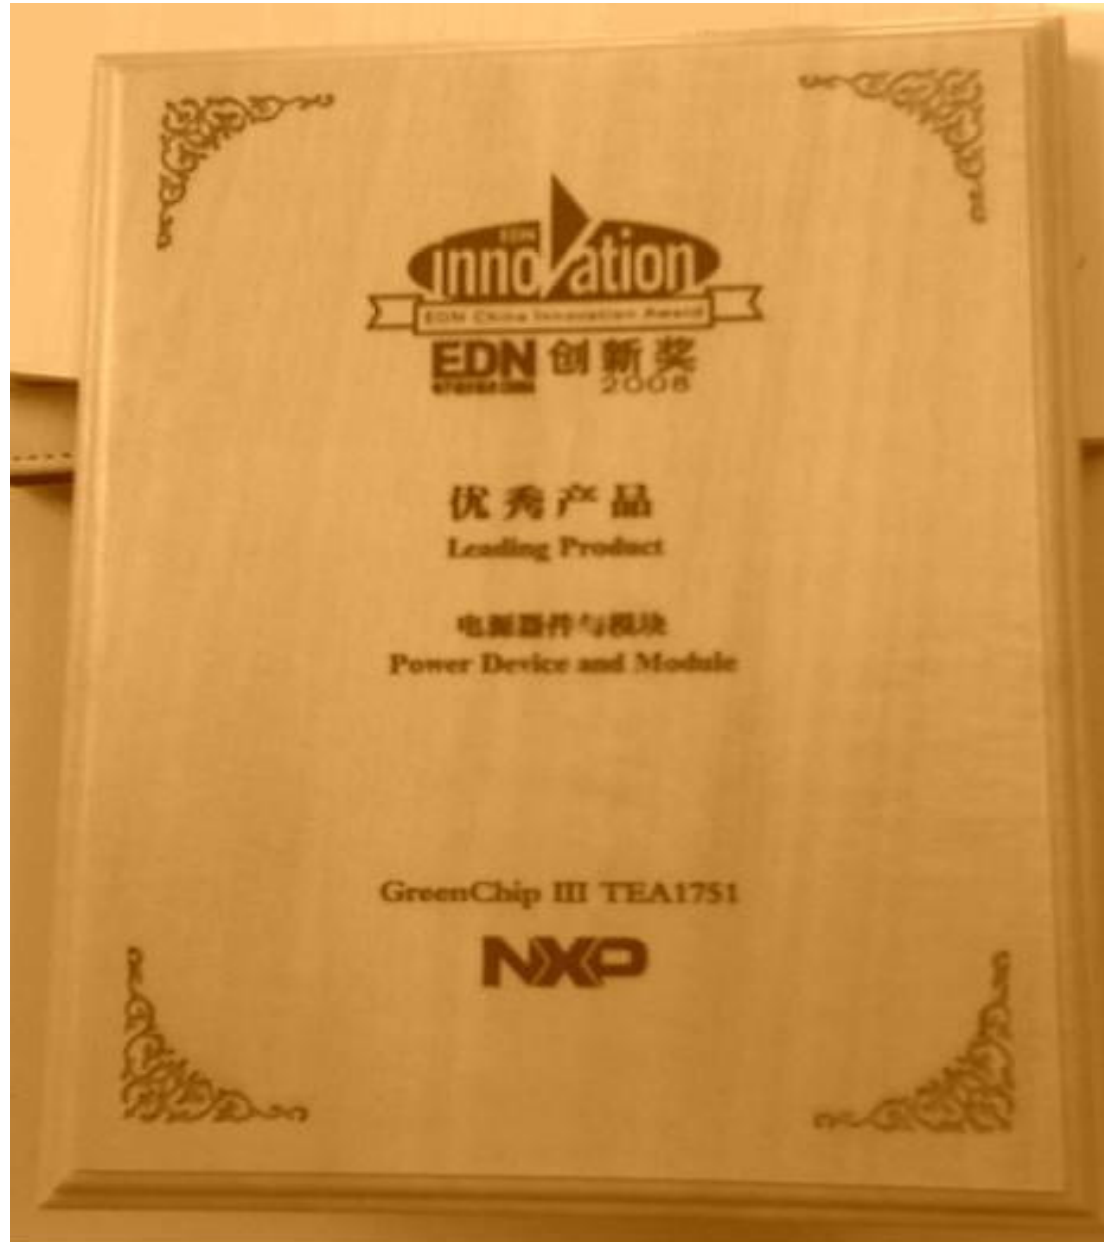 EDN
innovation
EDN China Innovation Award
EDN 创新奖
2008
优秀产品
Leading Product
电源器件与模块
Power Device and Module
GreenChip III TEA1751
NXP